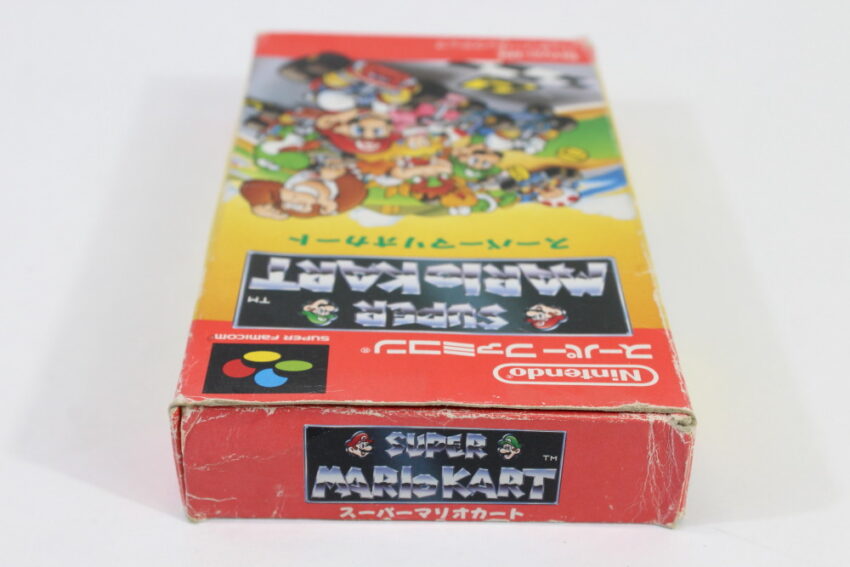 スーパーマリオカート
SUPER
MARIO KART
TM
SUPER FAMICOM
スーパーファミコン®
Nintendo®
SUPER
MARIO KART
TM
スーパーマリオカート